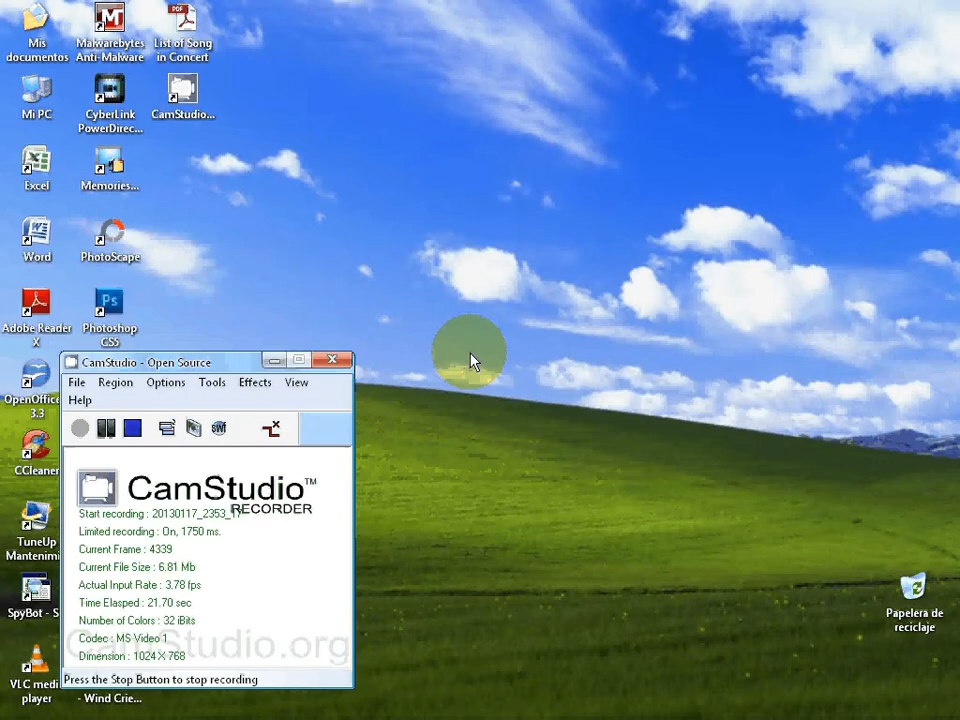 Mis
documentos
Malwarebytes
Anti-Malware
List of Song
in Concert
Mi PC
CyberLink
PowerDirec...
CamStudio...
Excel
Memories...
Word
PhotoScape
Adobe Reader
X
Photoshop
CS5
OpenOffice
3.3
CCleaner
TuneUp
Mantenimi
SpyBot - S
VLC medi
player
- Wind Crie...
Papelera de
reciclaje
CamStudio - Open Source
File Region Options Tools Effects View
Help
CamStudio™
RECORDER
Start recording : 20130117_2353_17
Limited recording : On, 1750 ms.
Current Frame : 4339
Current File Size : 6.81 Mb
Actual Input Rate : 3.78 fps
Time Elasped : 21.70 sec
Number of Colors : 32 iBits
Codec : MS Video 1
Dimension : 1024 X 768
CamStudio.org
Press the Stop Button to stop recording